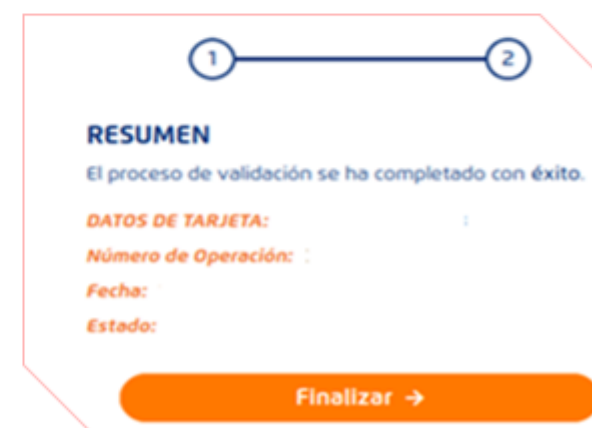 1 2
RESUMEN
El proceso de validación se ha completado con éxito.
DATOS DE TARJETA:
Número de Operación:
Fecha:
Estado:
Finalizar →